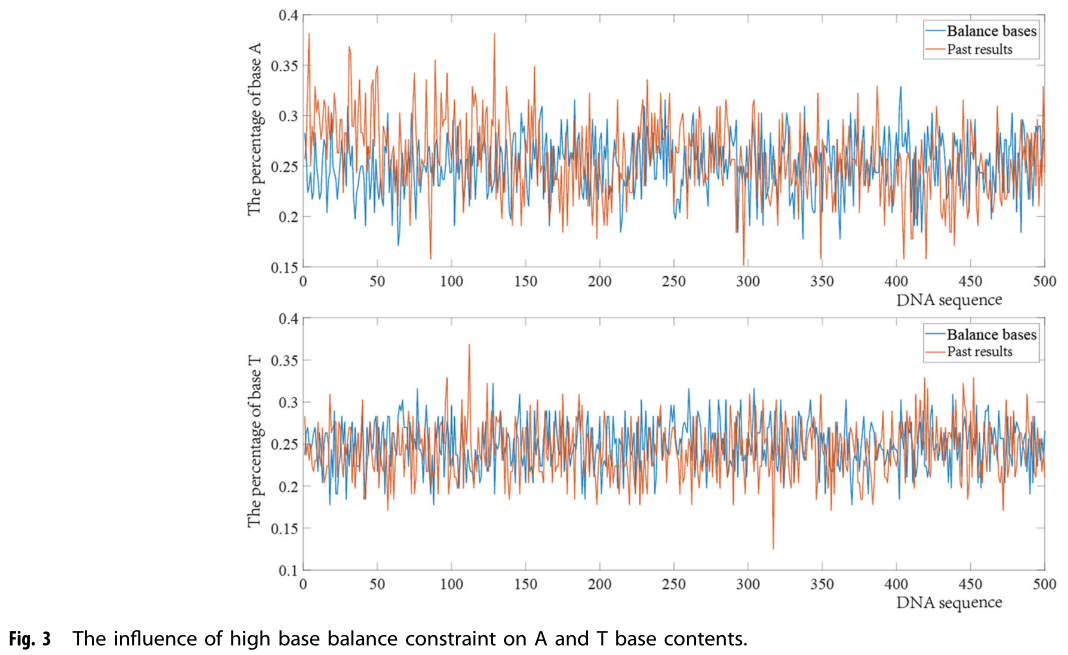 0.4
0.35
0.3
0.25
0.2
0.15
The percentage of base A
Balance bases
Past results
0 50 100 150 200 250 300 350 400 450 500
DNA sequence
0.4
0.35
0.3
0.25
0.2
0.15
0.1
The percentage of base T
Balance bases
Past results
0 50 100 150 200 250 300 350 400 450 500
DNA sequence
Fig. 3 The influence of high base balance constraint on A and T base contents.